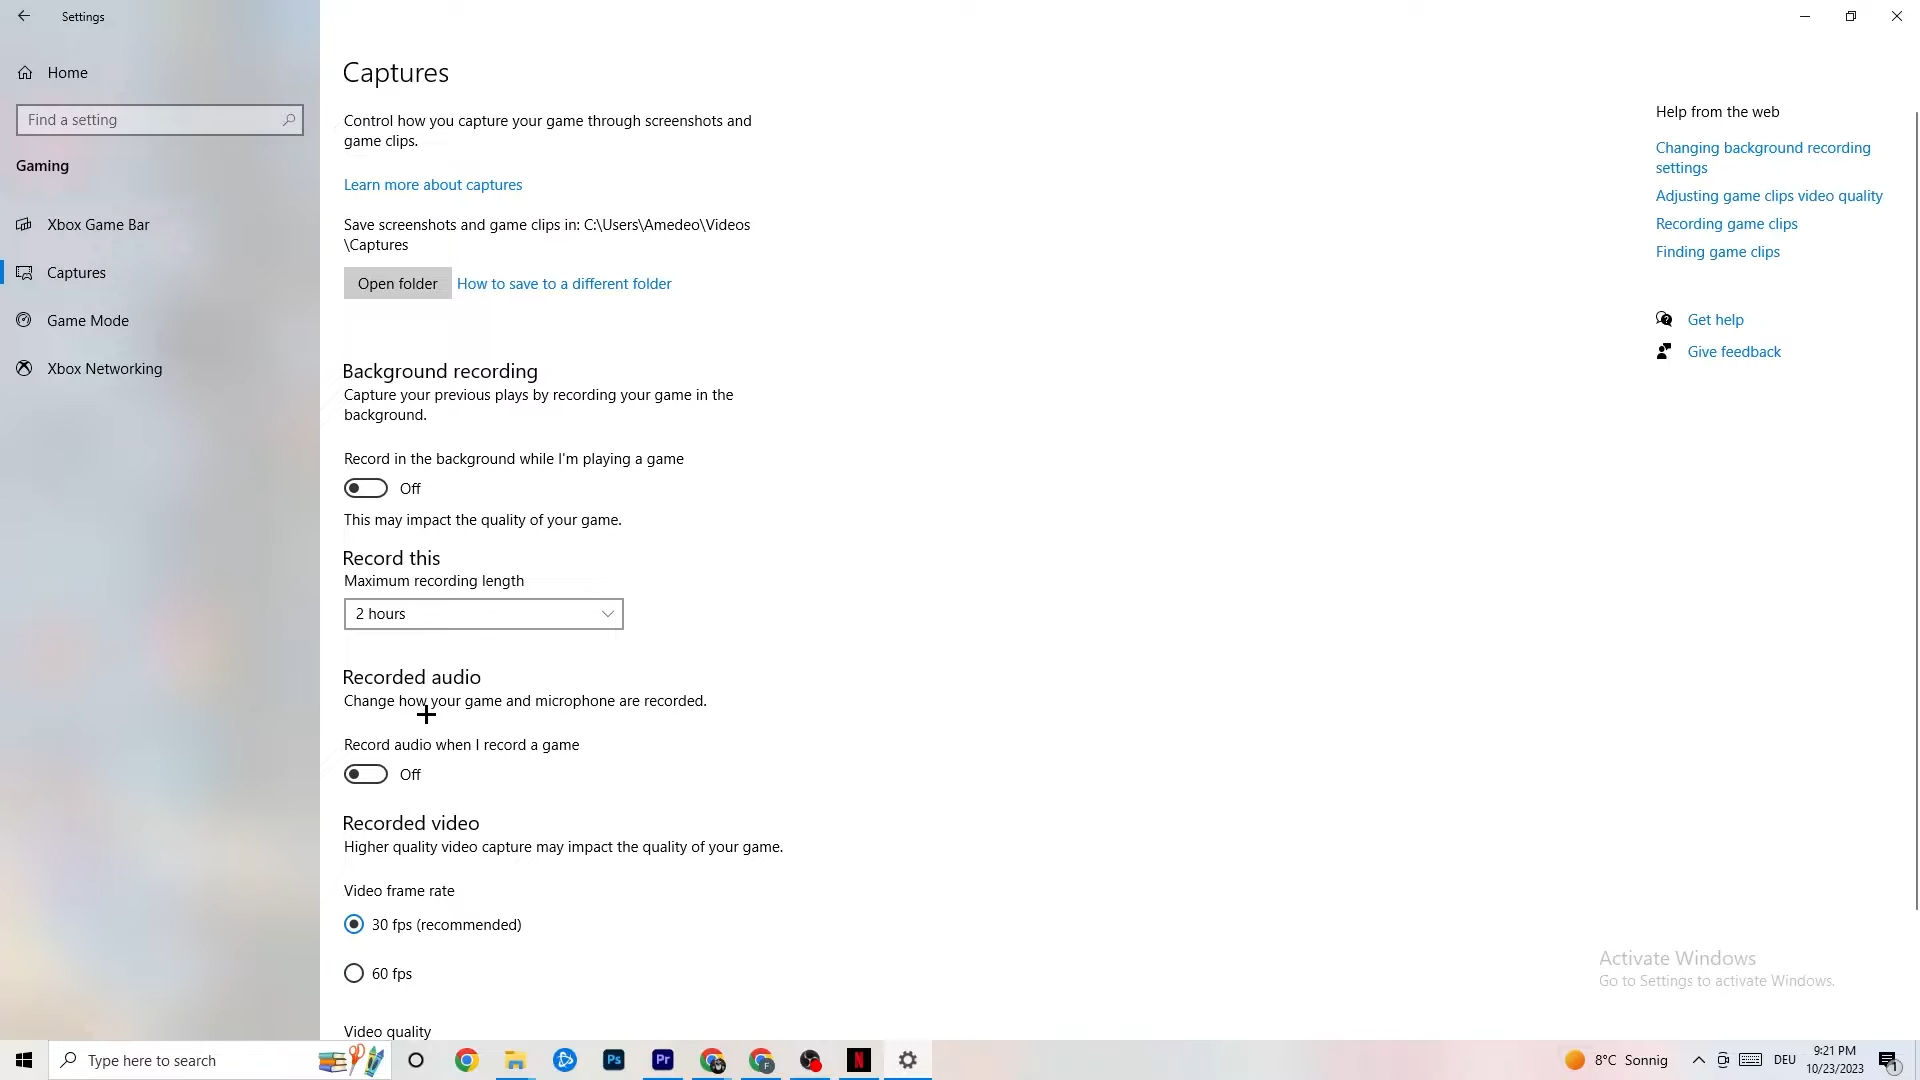 Settings
Home
Find a setting
Gaming
Xbox Game Bar
Captures
Game Mode
Xbox Networking
Captures
Control how you capture your game through screenshots and
game clips.
Learn more about captures
Save screenshots and game clips in: C:\Users\Amedeo\Videos
\Captures
Open folder
How to save to a different folder
Background recording
Capture your previous plays by recording your game in the
background.
Record in the background while I'm playing a game
Off
This may impact the quality of your game.
Record this
Maximum recording length
2 hours
Recorded audio
Change how your game and microphone are recorded.
Record audio when I record a game
Off
Recorded video
Higher quality video capture may impact the quality of your game.
Video frame rate
30 fps (recommended)
60 fps
Video quality
Help from the web
Changing background recording
settings
Adjusting game clips video quality
Recording game clips
Finding game clips
Get help
Give feedback
Activate Windows
Go to Settings to activate Windows.
Type here to search
Ps
Pr
F
N
8°C Sonnig
DEU
9:21 PM
10/23/2023
1